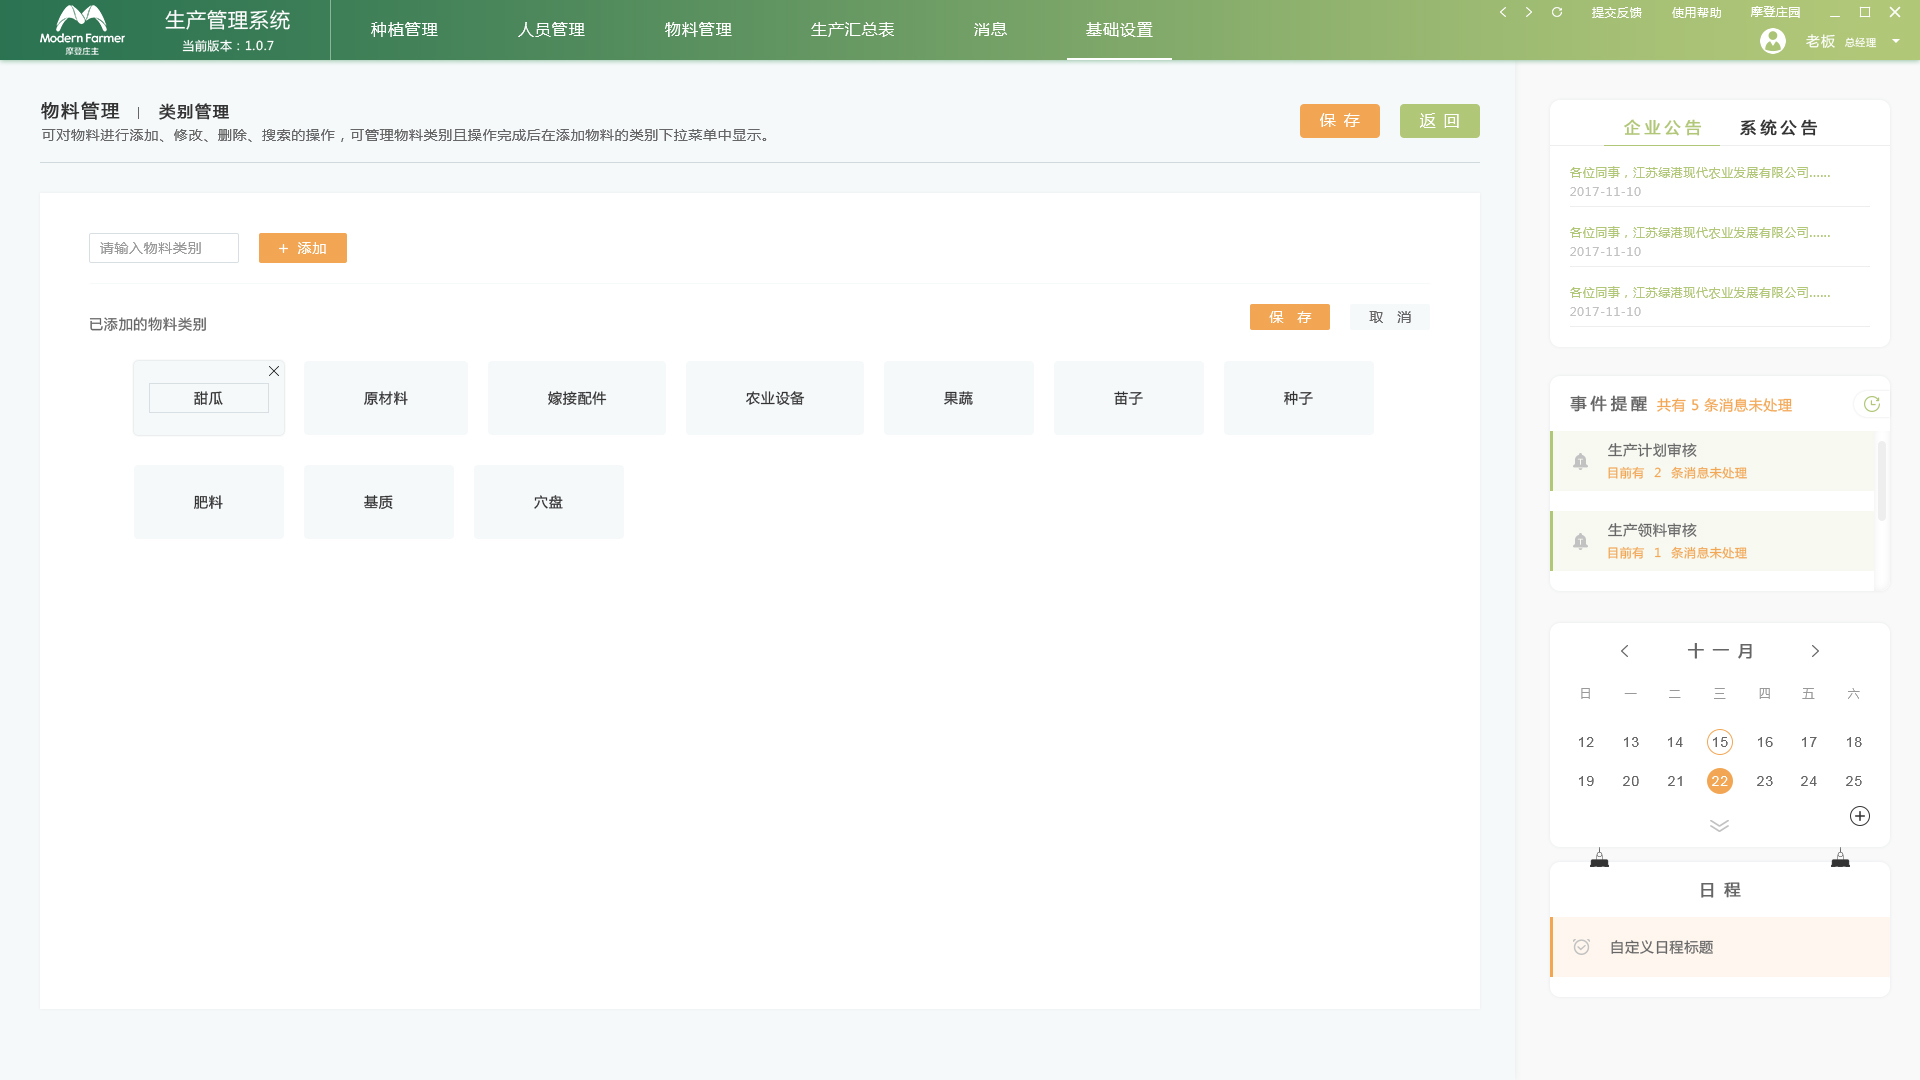 Modern Farmer
摩登庄主
生产管理系统
当前版本：1.0.7
种植管理 人员管理 物料管理 生产汇总表 消息 基础设置
提交反馈 使用帮助 摩登庄园
老板 总经理
物料管理 | 类别管理
可对物料进行添加、修改、删除、搜索的操作，可管理物料类别且操作完成后在添加物料的类别下拉菜单中显示。
保 存 返 回
请输入物料类别 + 添加
已添加的物料类别
保 存 取 消
甜瓜 原材料 嫁接配件 农业设备 果蔬 苗子 种子
肥料 基质 穴盘
企业公告 系统公告
各位同事，江苏绿港现代农业发展有限公司......
2017-11-10
各位同事，江苏绿港现代农业发展有限公司......
2017-11-10
各位同事，江苏绿港现代农业发展有限公司......
2017-11-10
事件提醒 共有 5 条消息未处理
生产计划审核
目前有 2 条消息未处理
生产领料审核
目前有 1 条消息未处理
十一月
日 一 二 三 四 五 六
12 13 14 15 16 17 18
19 20 21 22 23 24 25
日 程
自定义日程标题